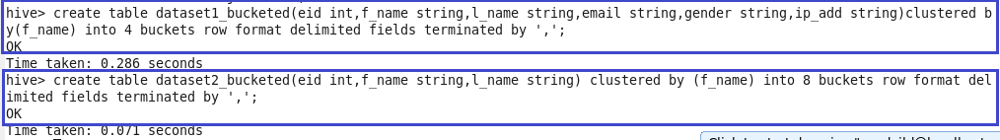 hive> create table dataset1_bucketed(eid int,f_name string,l_name string,email string,gender string,ip_add string)clustered b
y(f_name) into 4 buckets row format delimited fields terminated by ',';
OK
Time taken: 0.286 seconds
hive> create table dataset2_bucketed(eid int,f_name string,l_name string) clustered by (f_name) into 8 buckets row format del
imited fields terminated by ',';
OK
Time taken: 0.071 seconds